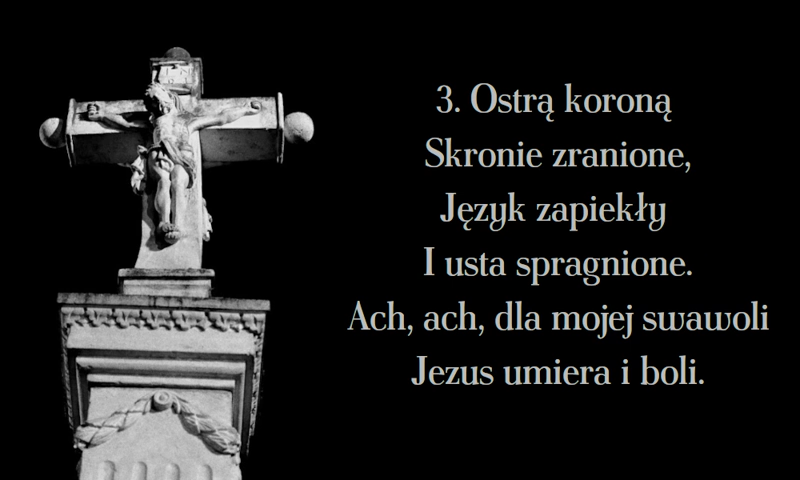 3. Ostrą koroną
Skronie zranione,
Język zapiekły
I usta spragnione.
Ach, ach, dla mojej swawoli
Jezus umiera i boli.